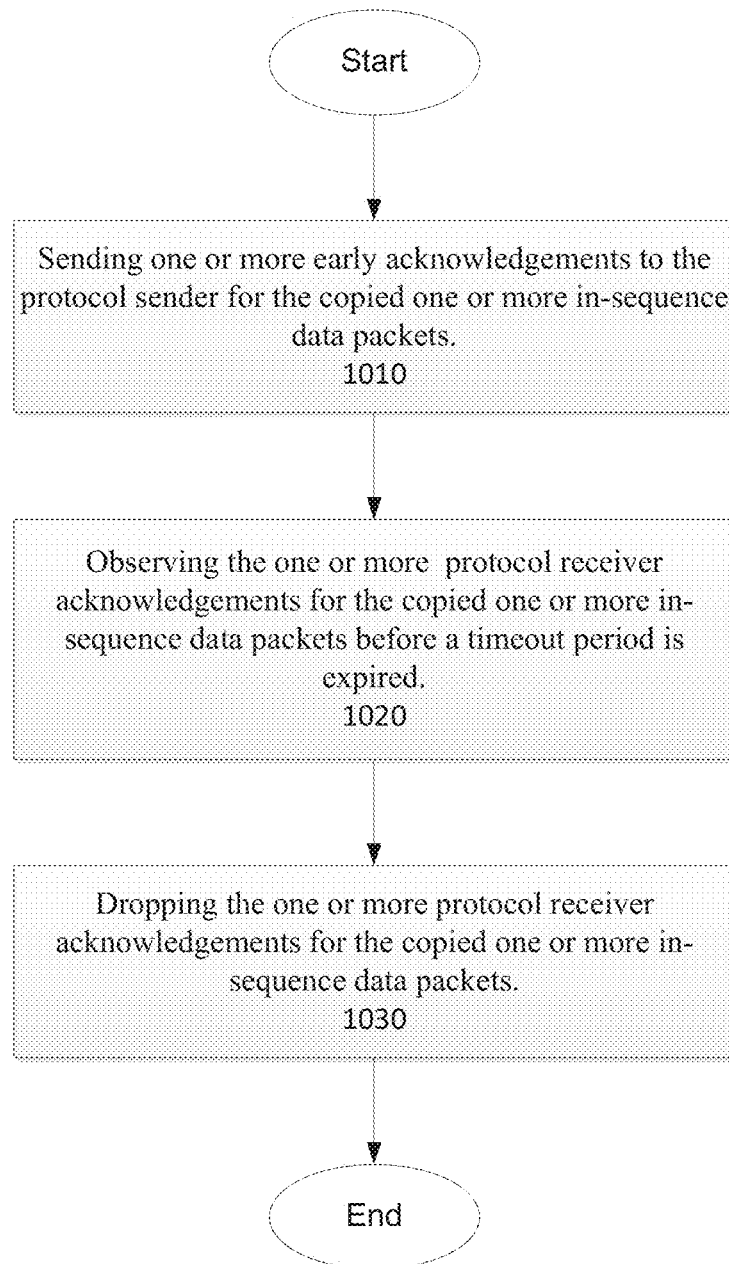 Start
Sending one or more early acknowledgements to the
protocol sender for the copied one or more in-sequence
data packets.
1010
Observing the one or more protocol receiver
acknowledgements for the copied one or more in-
sequence data packets before a timeout period is
expired.
1020
Dropping the one or more protocol receiver
acknowledgements for the copied one or more in-
sequence data packets.
1030
End